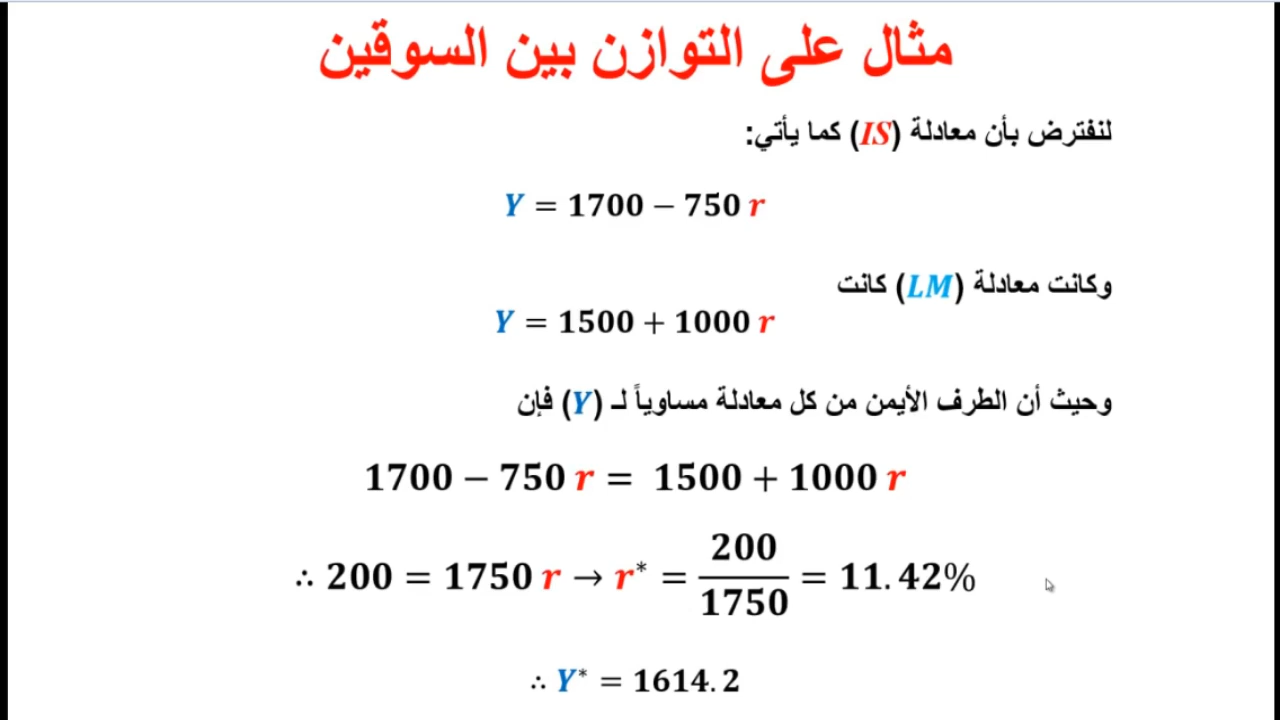 مثال على التوازن بين السوقين
لنفترض بأن معادلة (IS) كما يأتي:
Y = 1700 − 750 r
وكانت معادلة (LM) كانت
Y = 1500 + 1000 r
وحيث أن الطرف الأيمن من كل معادلة مساوياً لـ (Y) فإن
1700 − 750 r = 1500 + 1000 r
∴ 200 = 1750 r → r* = 200/1750 = 11.42%
∴ Y* = 1614.2